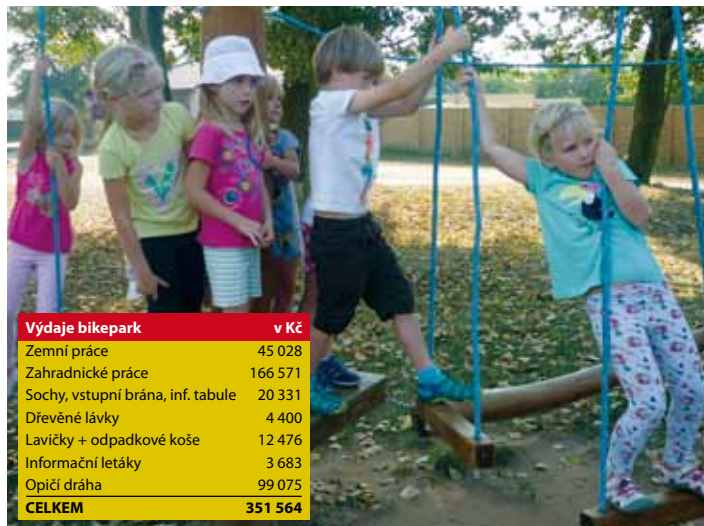 Výdaje bikepark v Kč
Zemní práce 45 028
Zahradnické práce 166 571
Sochy, vstupní brána, inf. tabule 20 331
Dřevěné lávky 4 400
Lavičky + odpadkové koše 12 476
Informační letáky 3 683
Opičí dráha 99 075
CELKEM 351 564